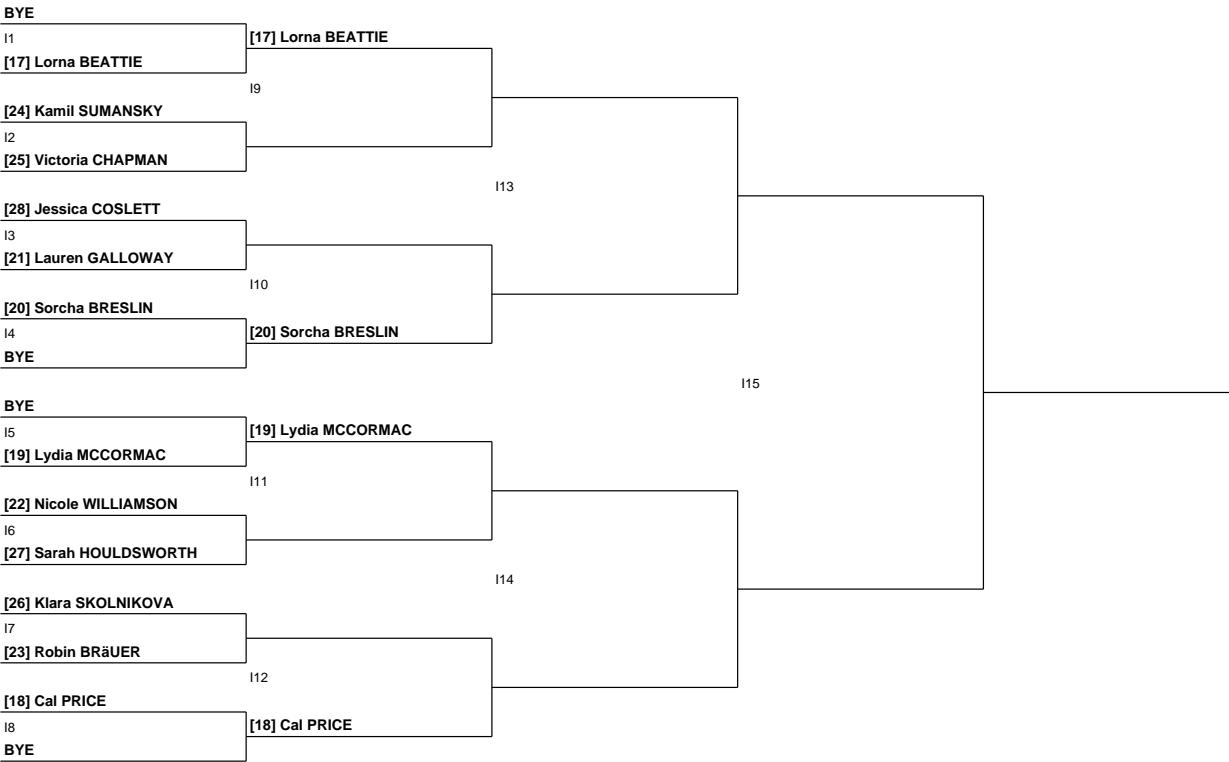 BYE
I1
[17] Lorna BEATTIE
[17] Lorna BEATTIE
I9
[24] Kamil SUMANSKY
I2
[25] Victoria CHAPMAN
I13
[28] Jessica COSLETT
I3
[21] Lauren GALLOWAY
I10
[20] Sorcha BRESLIN
I4
[20] Sorcha BRESLIN
BYE
I15
BYE
I5
[19] Lydia MCCORMAC
[19] Lydia MCCORMAC
I11
[22] Nicole WILLIAMSON
I6
[27] Sarah HOULDSWORTH
I14
[26] Klara SKOLNIKOVA
I7
[23] Robin BRäUER
I12
[18] Cal PRICE
I8
[18] Cal PRICE
BYE